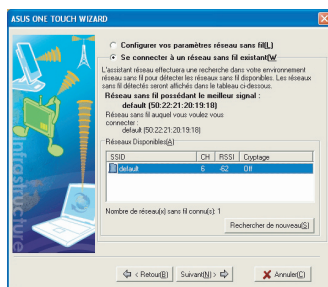 ASUS ONE TOUCH WIZARD
Configurer vos paramètres réseau sans fil(L)
Se connecter à un réseau sans fil existant(W
L'assistant réseau effectuera une recherche dans votre environnement
réseau sans fil pour détecter les réseaux sans fil disponibles. Les réseaux
sans fil détectés seront affichés dans le tableau ci-dessous.
Réseau sans fil possédant le meilleur signal :
default (50:22:21:20:19:18)
Réseau sans fil auquel vous voulez vous
connecter :
default (50:22:21:20:19:18)
Réseaux Disponibles(A)
SSID CH RSSI Cryptage
default 6 -62 Off
Nombre de réseau(x) sans fil connu(s): 1
Rechercher de nouveau(S)
Infrastructure
< Retour(B) Suivant(N) > Annuler(C)